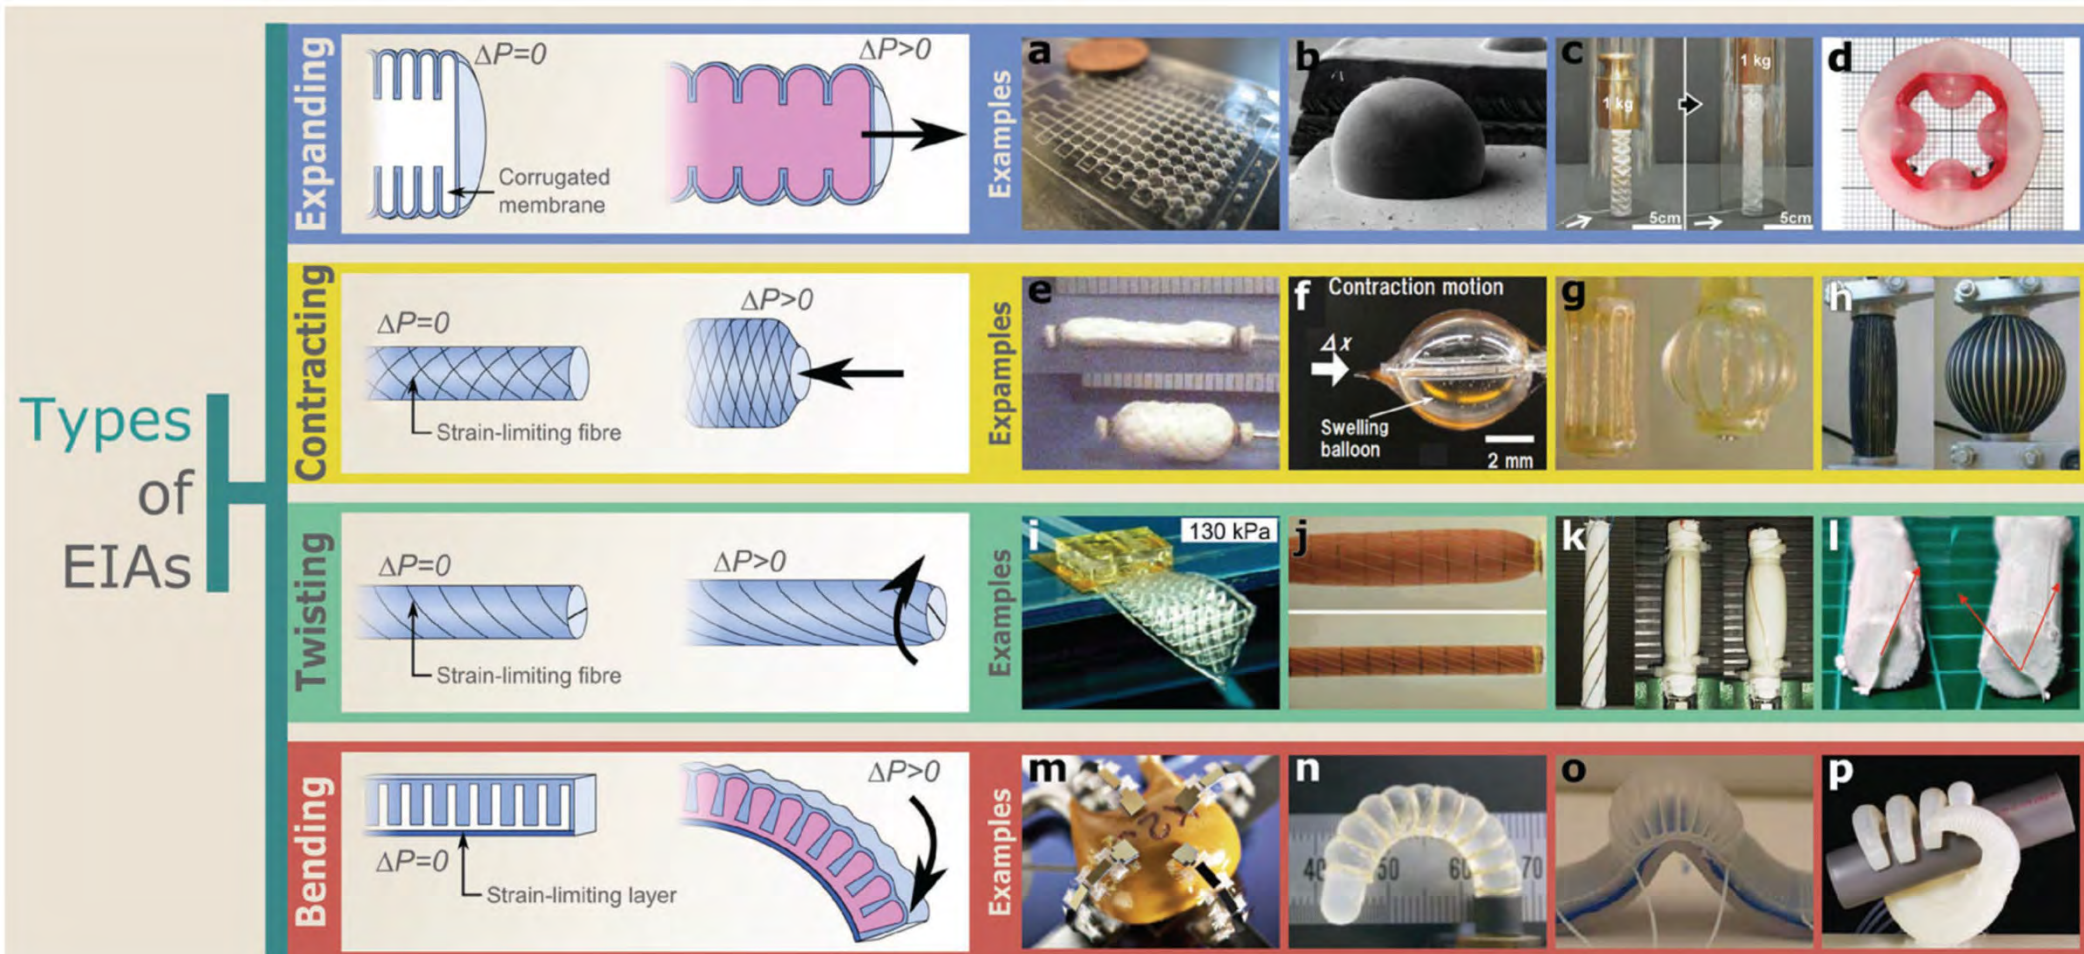 Types
of
EIAs
Expanding
ΔP=0
ΔP>0
Corrugated
membrane
Examples
a
b
c
1 kg
1 kg
5cm
5cm
d
Contracting
ΔP=0
ΔP>0
Strain-limiting fibre
Expamples
e
f
Contraction motion
Δx
Swelling
balloon
2 mm
g
h
Twisting
ΔP=0
ΔP>0
Strain-limiting fibre
Examples
i
130 kPa
j
k
l
Bending
ΔP=0
ΔP>0
Strain-limiting layer
Examples
m
n
40
50
60
70
o
p